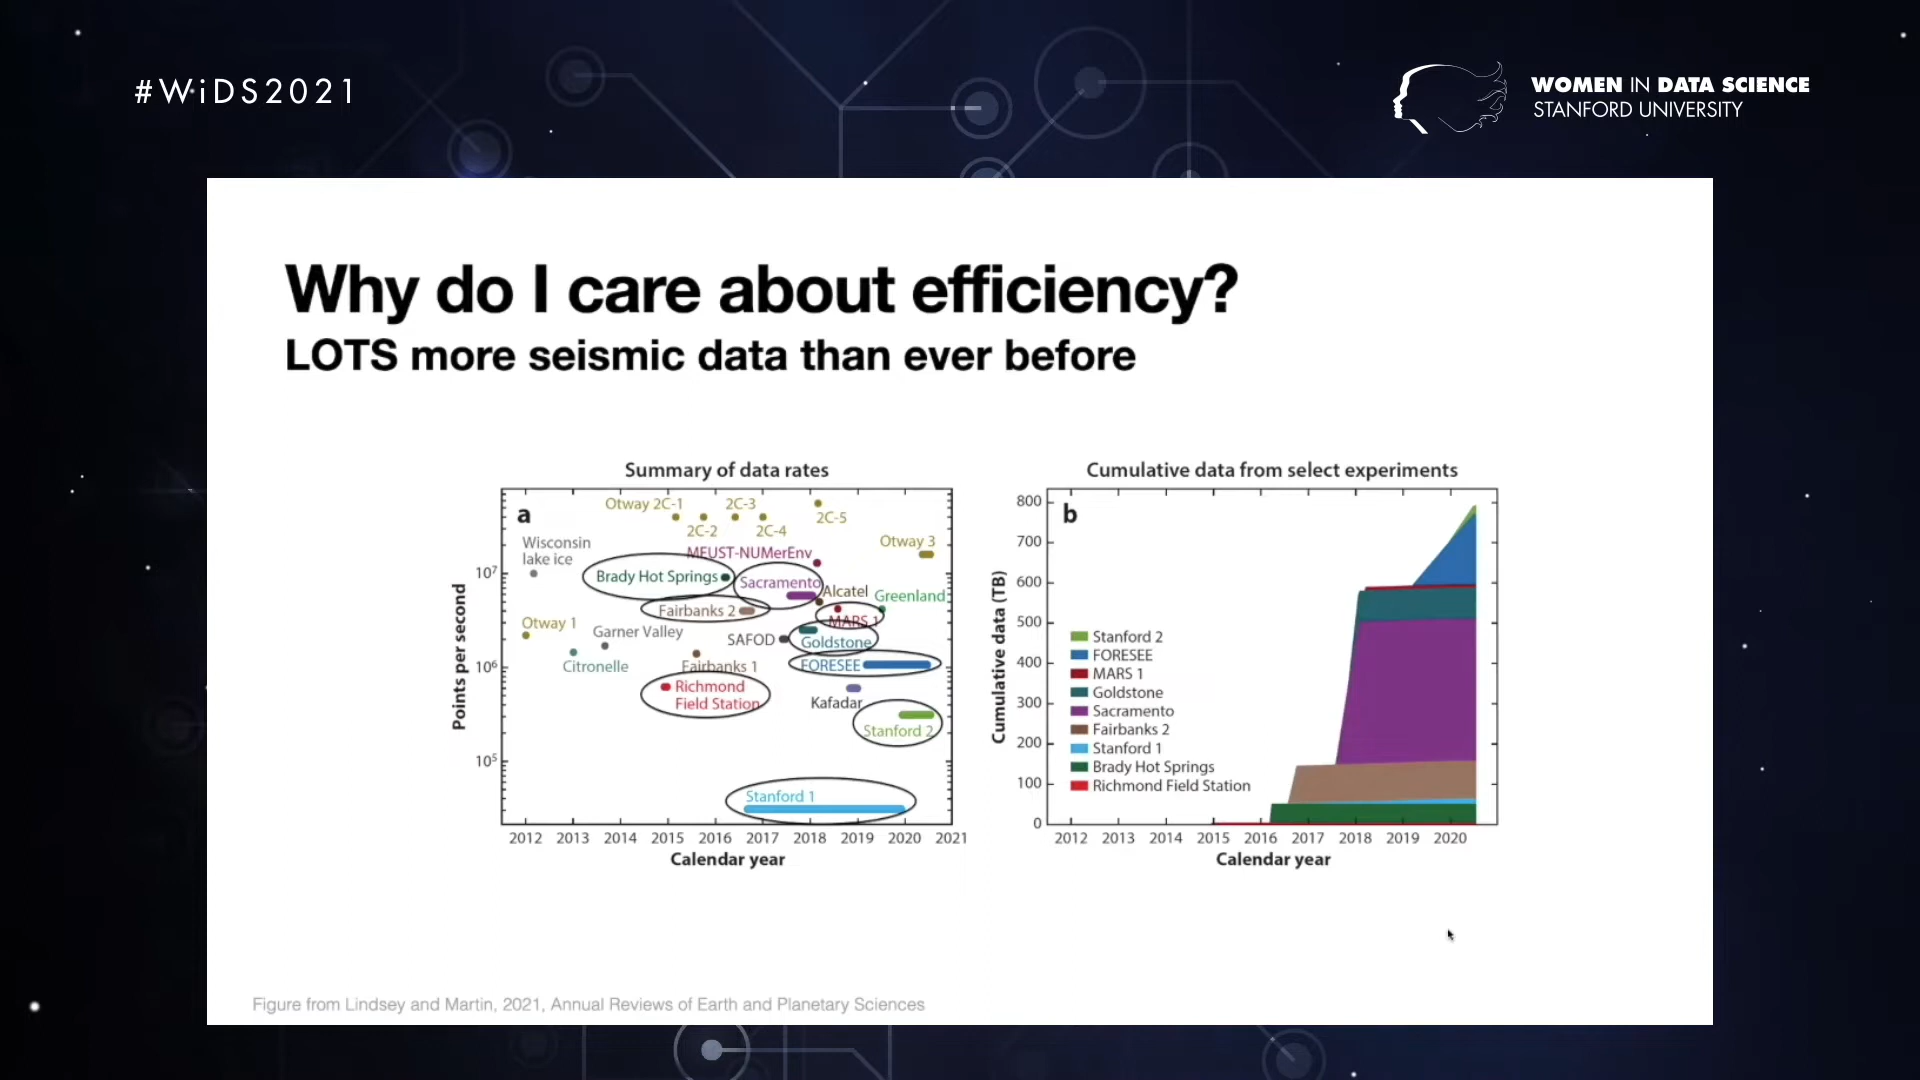 #WiDS2021
WOMEN IN DATA SCIENCE
STANFORD UNIVERSITY
Why do I care about efficiency?
LOTS more seismic data than ever before
Summary of data rates
a
Otway 2C-1
2C-2
2C-3
2C-4
2C-5
Wisconsin
lake ice
MEUST-NUMerEnv
Otway 3
Brady Hot Springs
Sacramento
Alcatel
Greenland
Fairbanks 2
MARS 1
Otway 1
Garner Valley
SAFOD
Goldstone
Citronelle
Fairbanks 1
FORESEE
Richmond
Field Station
Kafadar
Stanford 2
Stanford 1
Points per second
10⁷
10⁶
10⁵
2012 2013 2014 2015 2016 2017 2018 2019 2020 2021
Calendar year
Cumulative data from select experiments
b
Cumulative data (TB)
800
700
600
500
400
300
200
100
0
Stanford 2
FORESEE
MARS 1
Goldstone
Sacramento
Fairbanks 2
Stanford 1
Brady Hot Springs
Richmond Field Station
2012 2013 2014 2015 2016 2017 2018 2019 2020
Calendar year
Figure from Lindsey and Martin, 2021, Annual Reviews of Earth and Planetary Sciences